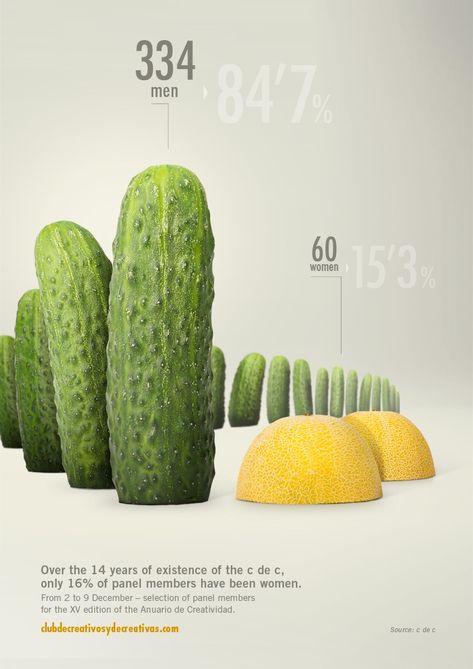 334
men
84'7%
60
women
15'3%
Over the 14 years of existence of the c de c,
only 16% of panel members have been women.
From 2 to 9 December – selection of panel members
for the XV edition of the Anuario de Creatividad.
clubdecreativosydecreativas.com
Source: c de c